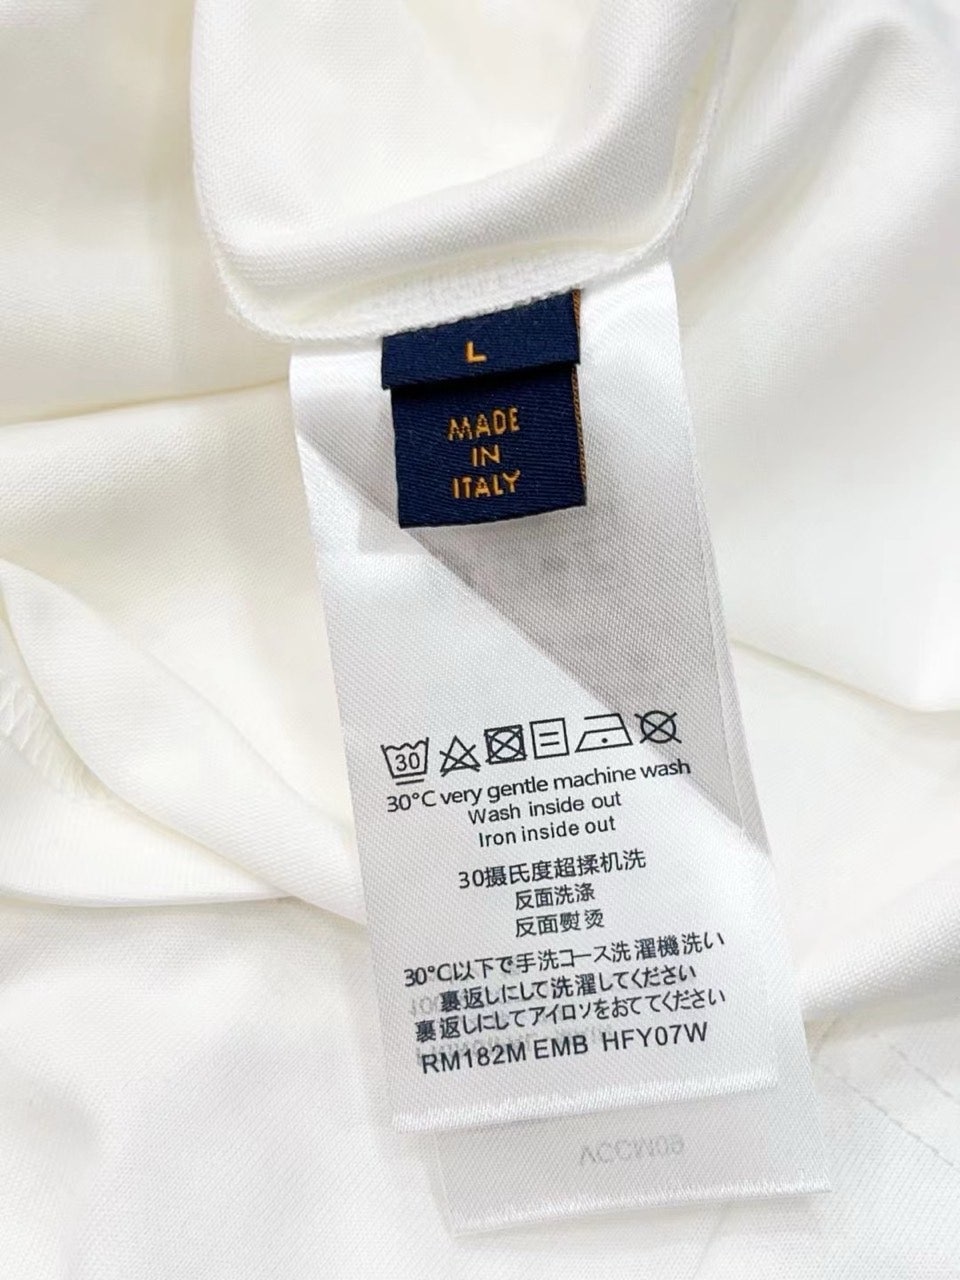 L
MADE
IN
ITALY
30
30°C very gentle machine wash
Wash inside out
Iron inside out
30摄氏度超揉机洗
反面洗涤
反面熨烫
30℃以下で手洗コース洗濯機洗い
裏返しにして洗濯してください
裏返しにしてアイロソをおててください
RM182M EMB HFY07W
ACCW09